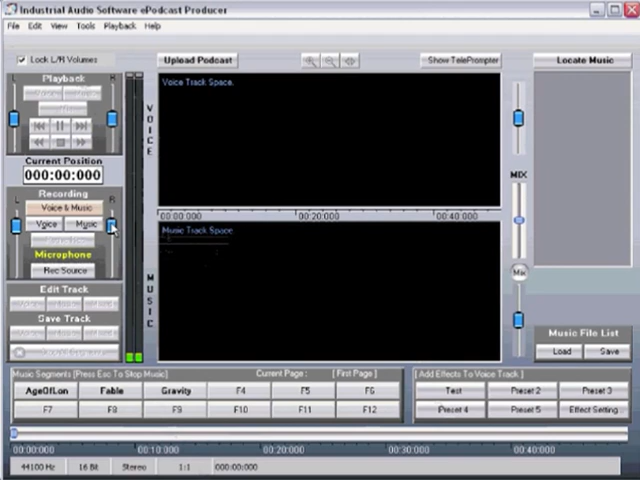 Industrial Audio Software ePodcast Producer
File Edit View Tools Playback Help
Lock L/R Volumes
Upload Podcast
Show TelePrompter
Locate Music
Playback
L R
VOICE
Voice Track Space.
Current Position
000:00:000
MIX
Recording
L R
Voice & Music
Voice Music
00:00:000 00:20:000 00:40:000
Music Track Space
Microphone
Rec Source
Mix
MUSIC
Edit Track
Save Track
Music File List
Load Save
Music Segments [Press Esc To Stop Music] Current Page : [First Page]
[Add Effects To Voice Track]
AgeOfLon Fable Gravity F4 F5 F6
Test Preset 2 Preset 3
F7 F8 F9 F10 F11 F12
Preset 4 Preset 5 Effect Setting..
00:00:000 00:10:000 00:20:000 00:30:000 00:40:000
44100 Hz 16 Bit Stereo 1:1 000:00:000